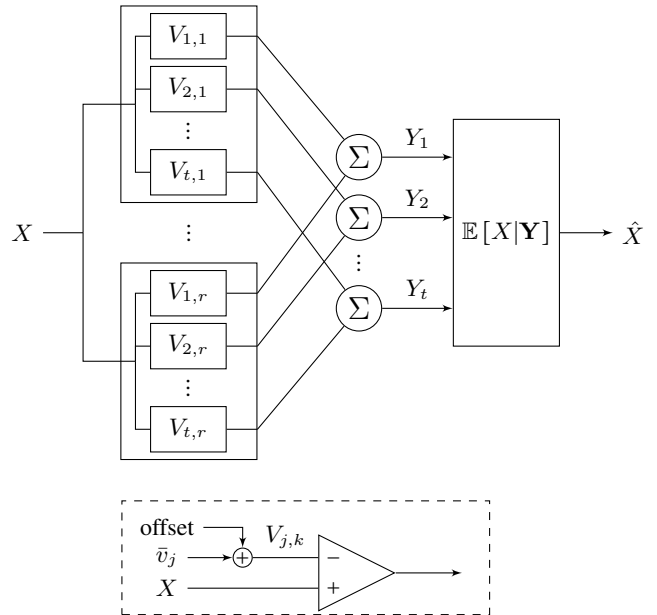 V_{1,1}
V_{2,1}
⋮
V_{t,1}
X
⋮
V_{1,r}
V_{2,r}
⋮
V_{t,r}
Σ
Σ
⋮
Σ
Y_1
Y_2
Y_t
𝔼[X|𝐘]
X̂
offset
v̄_j
V_{j,k}
+
X
−
+